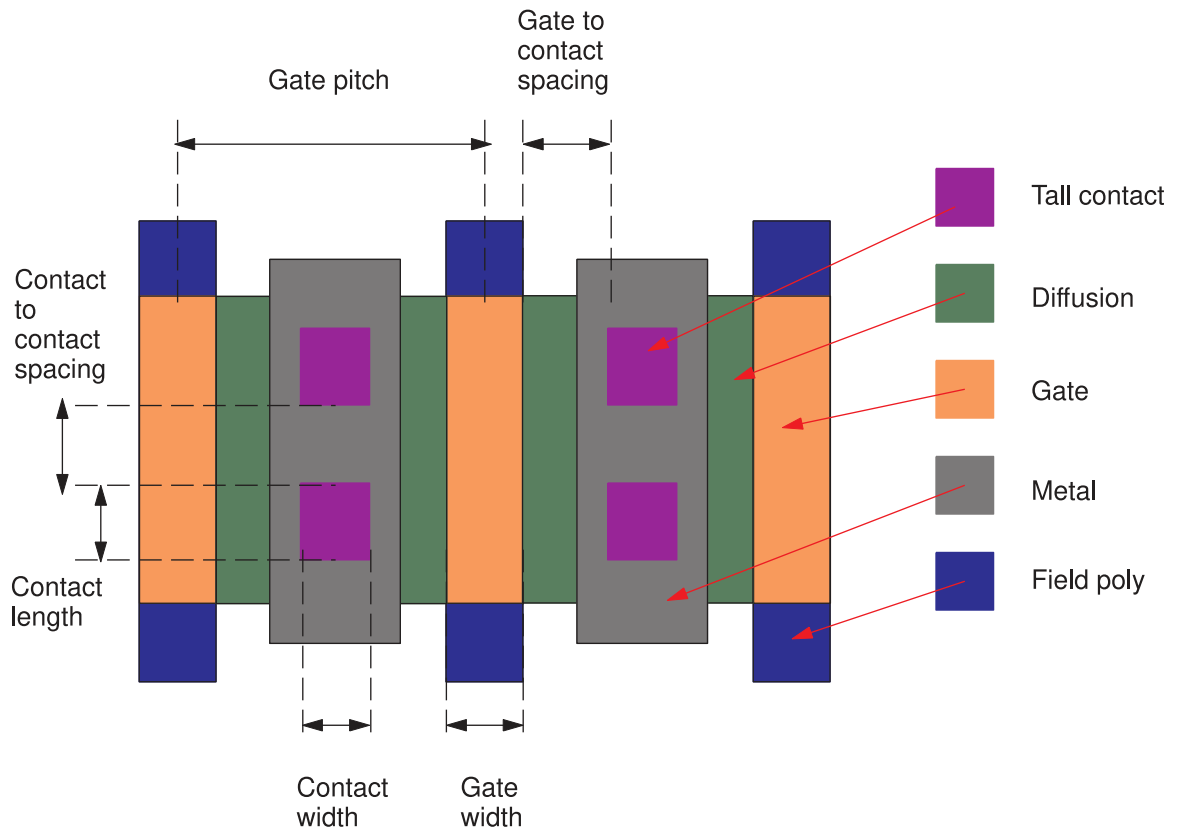 Gate to
contact
spacing
Gate pitch
Tall contact
Contact
to
contact
spacing
Diffusion
Gate
Metal
Contact
length
Field poly
Contact
width
Gate
width